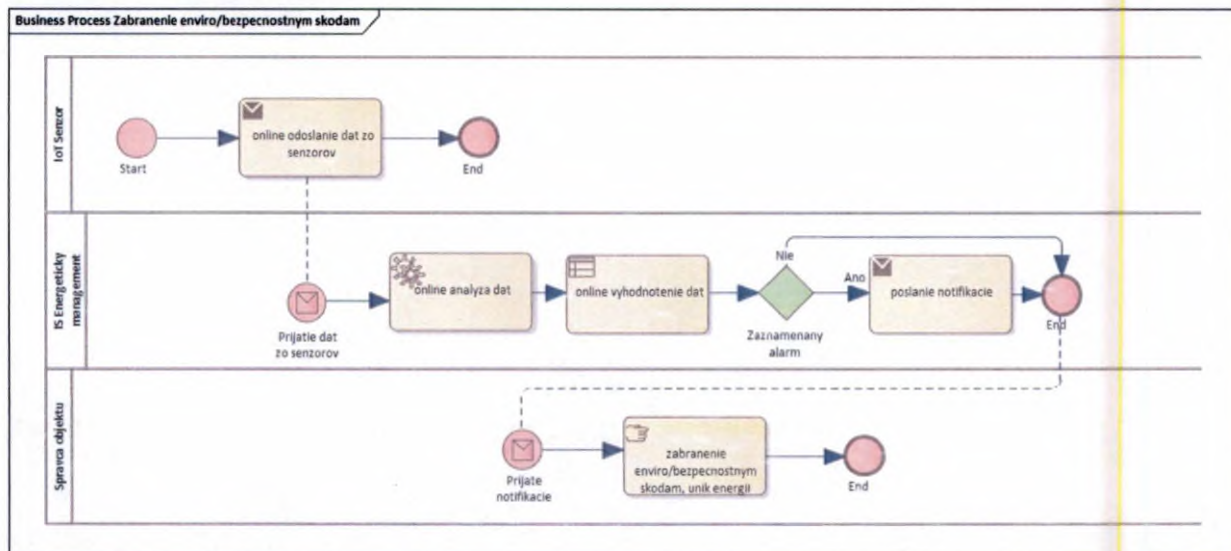 Business Process Zabranenie enviro/bezpecnostnym skodam
IoT Senzor
Start
online odoslanie dat zo
senzorov
End
IS Energeticky
management
Prijatie dat
zo senzorov
online analyza dat
online vyhodnotenie dat
Nie
Zaznamenany
alarm
Ano
poslanie notifikacie
End
Spravca objektu
Prijate
notifikacie
zabranenie
enviro/bezpecnostnym
skodam, unik energii
End